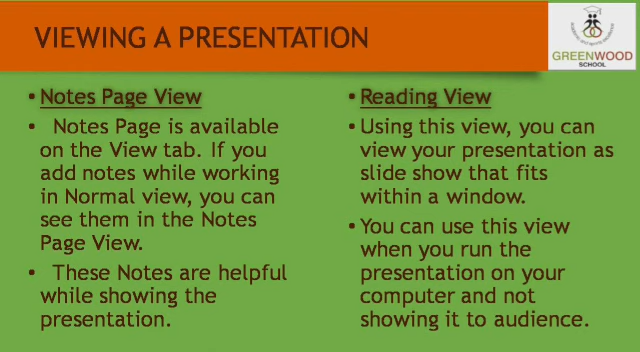 VIEWING A PRESENTATION
GREENWOOD
SCHOOL
• Notes Page View
• Notes Page is available
on the View tab. If you
add notes while working
in Normal view, you can
see them in the Notes
Page View.
• These Notes are helpful
while showing the
presentation.
• Reading View
• Using this view, you can
view your presentation as
slide show that fits
within a window.
• You can use this view
when you run the
presentation on your
computer and not
showing it to audience.